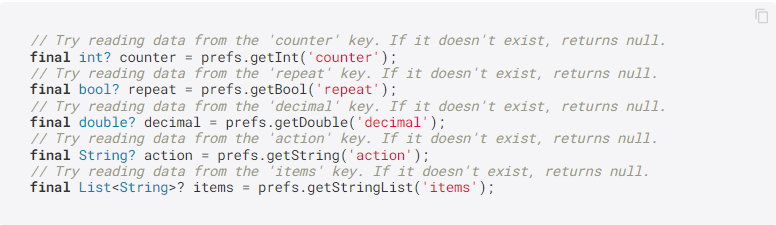 // Try reading data from the 'counter' key. If it doesn't exist, returns null.
final int? counter = prefs.getInt('counter');
// Try reading data from the 'repeat' key. If it doesn't exist, returns null.
final bool? repeat = prefs.getBool('repeat');
// Try reading data from the 'decimal' key. If it doesn't exist, returns null.
final double? decimal = prefs.getDouble('decimal');
// Try reading data from the 'action' key. If it doesn't exist, returns null.
final String? action = prefs.getString('action');
// Try reading data from the 'items' key. If it doesn't exist, returns null.
final List<String>? items = prefs.getStringList('items');